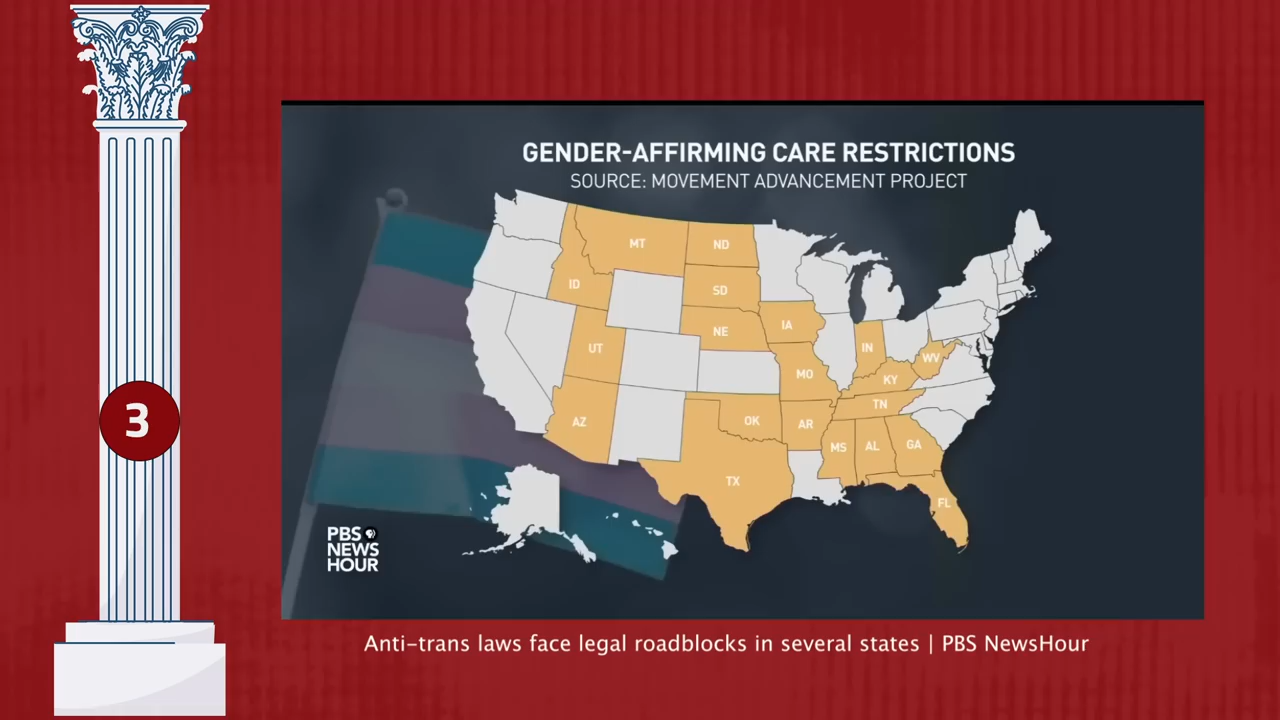 GENDER-AFFIRMING CARE RESTRICTIONS
SOURCE: MOVEMENT ADVANCEMENT PROJECT
MT
ND
ID
SD
NE
IA
UT
IN
WV
MO
KY
TN
AZ
OK
AR
MS
AL
GA
TX
FL
3
PBS
NEWS
HOUR
Anti-trans laws face legal roadblocks in several states | PBS NewsHour